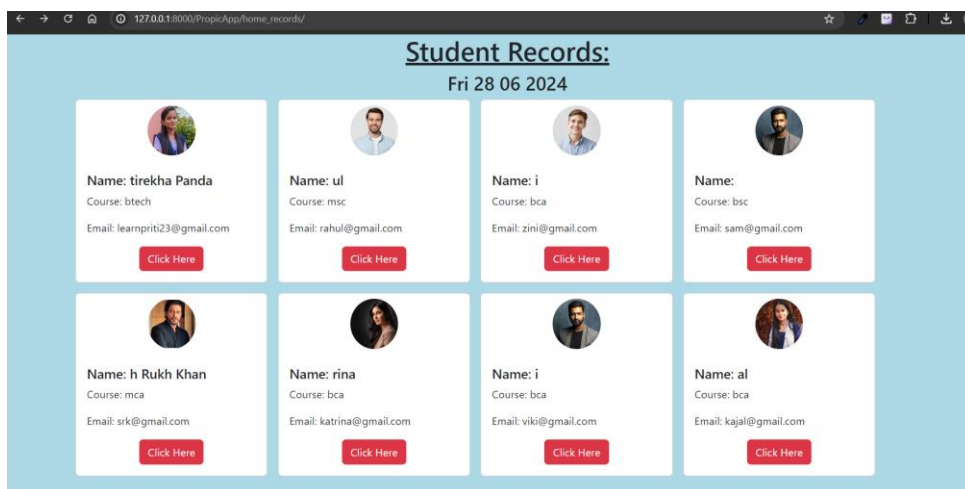 127.0.0.1:8000/PropicApp/home_records/
Student Records:
Fri 28 06 2024
Name: tirekha Panda
Course: btech
Email: learnpriti23@gmail.com
Click Here
Name: ul
Course: msc
Email: rahul@gmail.com
Click Here
Name: i
Course: bca
Email: zini@gmail.com
Click Here
Name:
Course: bsc
Email: sam@gmail.com
Click Here
Name: h Rukh Khan
Course: mca
Email: srk@gmail.com
Click Here
Name: rina
Course: bca
Email: katrina@gmail.com
Click Here
Name: i
Course: bca
Email: viki@gmail.com
Click Here
Name: al
Course: bca
Email: kajal@gmail.com
Click Here